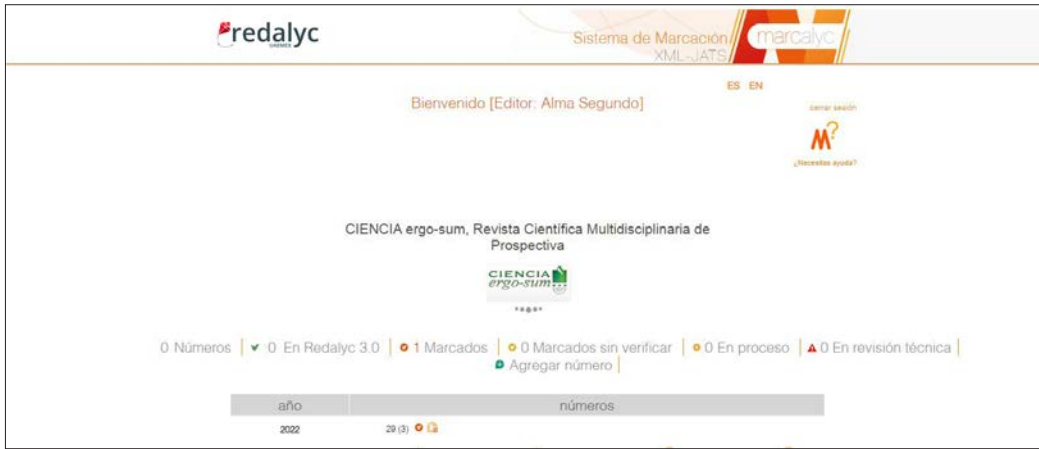 redalyc
UAEMEX
Sistema de Marcación
XML-JATS
marcalyc
ES EN
Bienvenido [Editor: Alma Segundo]
cerrar sesión
M?
¿Necesitas ayuda?
CIENCIA ergo-sum, Revista Científica Multidisciplinaria de
Prospectiva
CIENCIA
ergo-sum
0 Números | 0 En Redalyc 3.0 | 1 Marcados | 0 Marcados sin verificar | 0 En proceso | 0 En revisión técnica |
Agregar número |
año números
2022 29 (3)